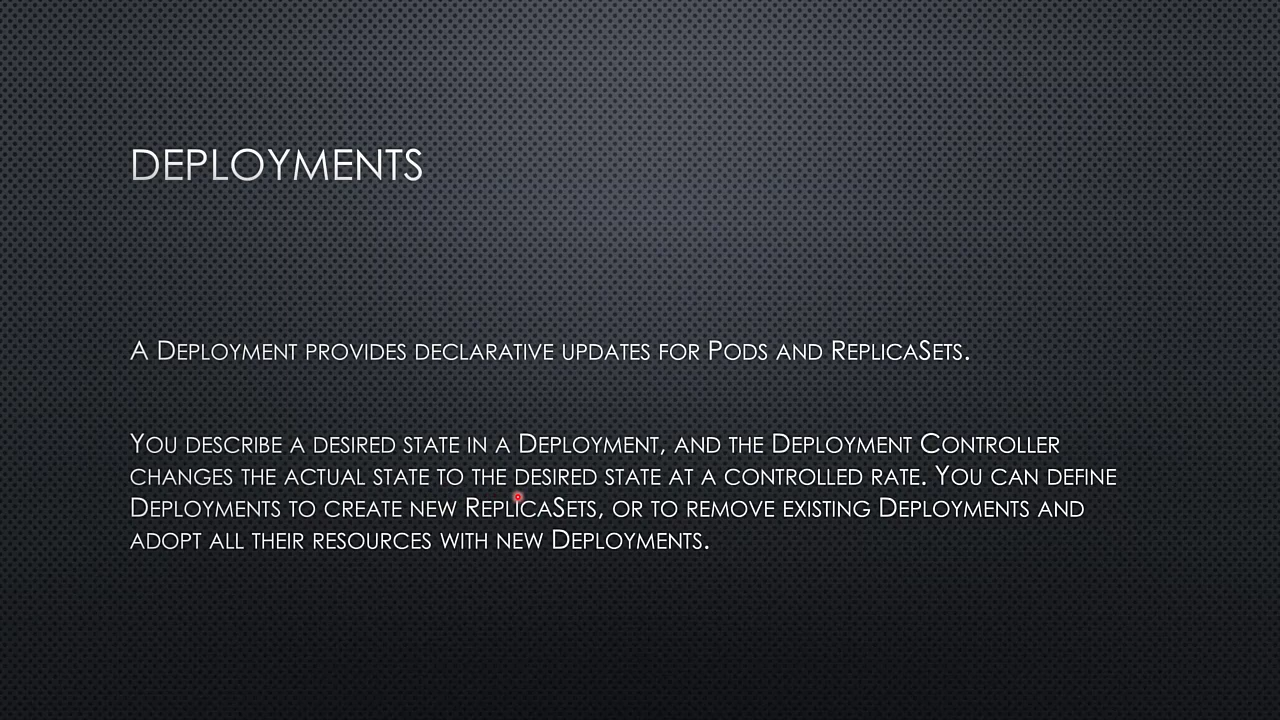 DEPLOYMENTS
A DEPLOYMENT PROVIDES DECLARATIVE UPDATES FOR PODS AND REPLICASETS.
YOU DESCRIBE A DESIRED STATE IN A DEPLOYMENT, AND THE DEPLOYMENT CONTROLLER
CHANGES THE ACTUAL STATE TO THE DESIRED STATE AT A CONTROLLED RATE. YOU CAN DEFINE
DEPLOYMENTS TO CREATE NEW REPLICASETS, OR TO REMOVE EXISTING DEPLOYMENTS AND
ADOPT ALL THEIR RESOURCES WITH NEW DEPLOYMENTS.